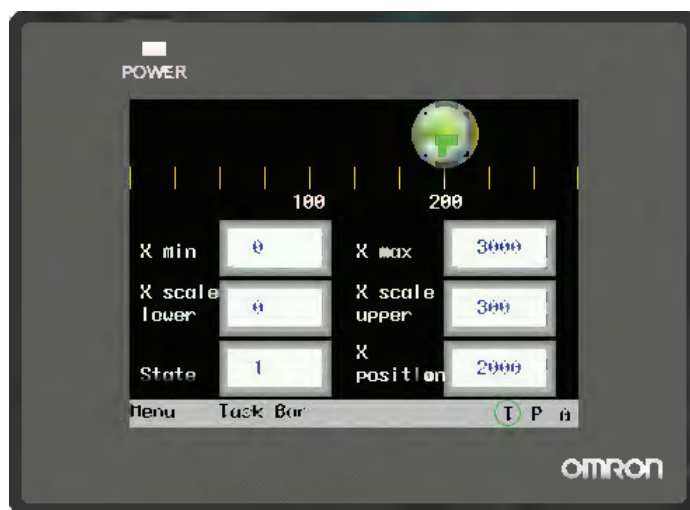 POWER
100 200
X min 0 X max 3000
X scale lower 0 X scale upper 300
State 1 X position 2000
Menu Task Bar T P A
OMRON